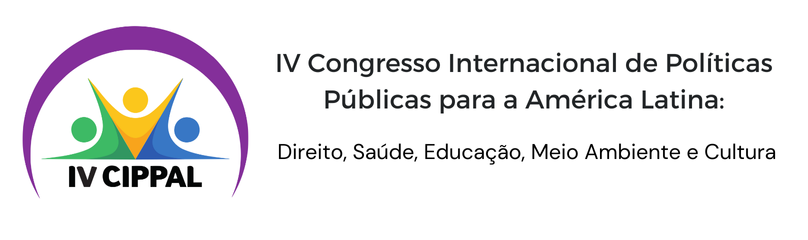 IV CIPPAL
IV Congresso Internacional de Políticas
Públicas para a América Latina:
Direito, Saúde, Educação, Meio Ambiente e Cultura